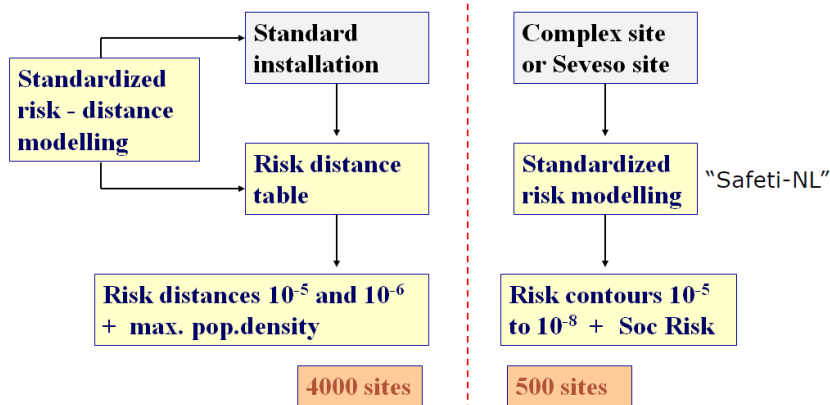 Standard
installation
Complex site
or Seveso site
Standardized
risk - distance
modelling
Risk distance
table
Standardized
risk modelling
“Safeti-NL”
Risk distances 10⁻⁵ and 10⁻⁶
+ max. pop.density
Risk contours 10⁻⁵
to 10⁻⁸ + Soc Risk
4000 sites
500 sites